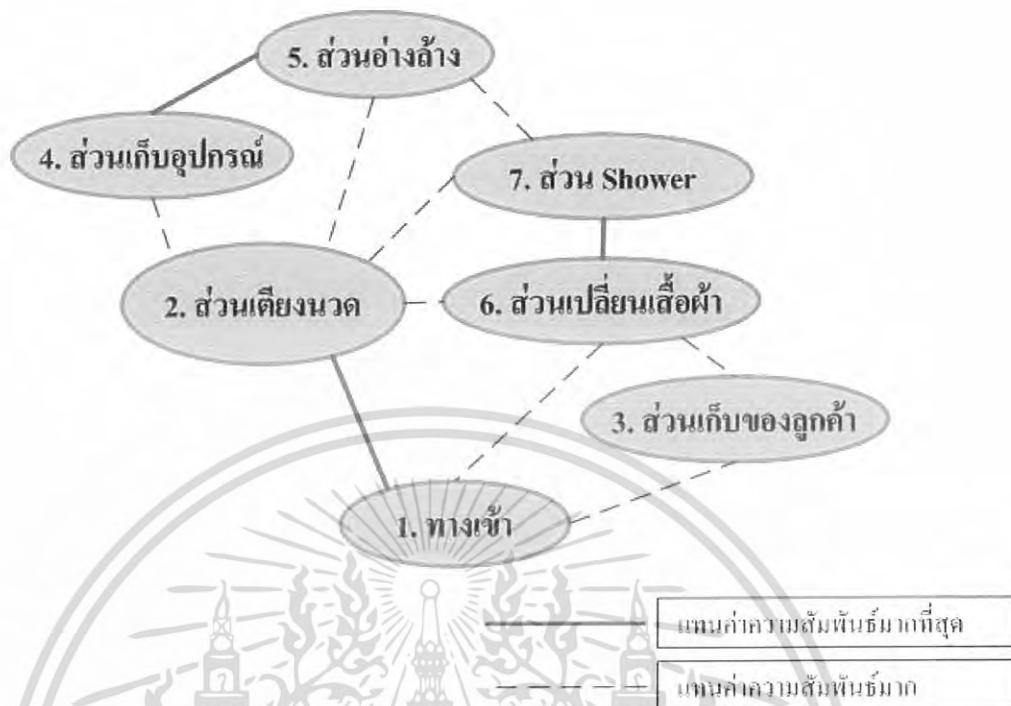 5. ส่วนอ่างล้าง
4. ส่วนเก็บอุปกรณ์
7. ส่วน Shower
2. ส่วนเตียงนวด
6. ส่วนเปลี่ยนเสื้อผ้า
3. ส่วนเก็บของลูกค้า
1. ทางเข้า
แทนค่าความสัมพันธ์มากที่สุด
แทนค่าความสัมพันธ์มาก